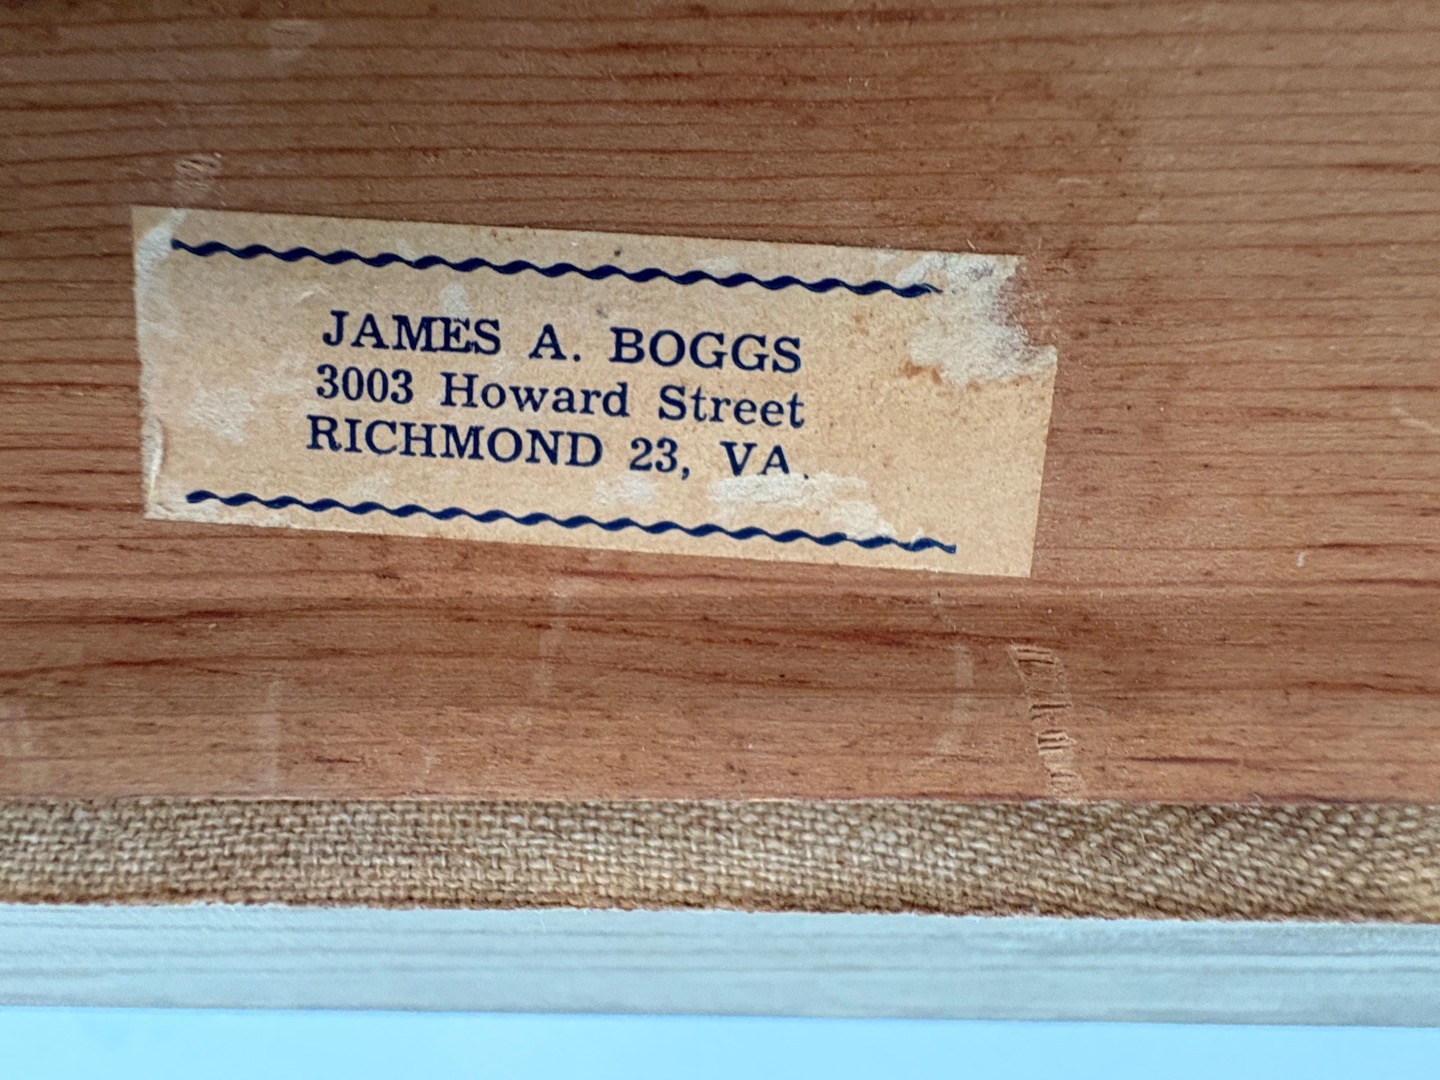 JAMES A. BOGGS
3003 Howard Street
RICHMOND 23, VA.